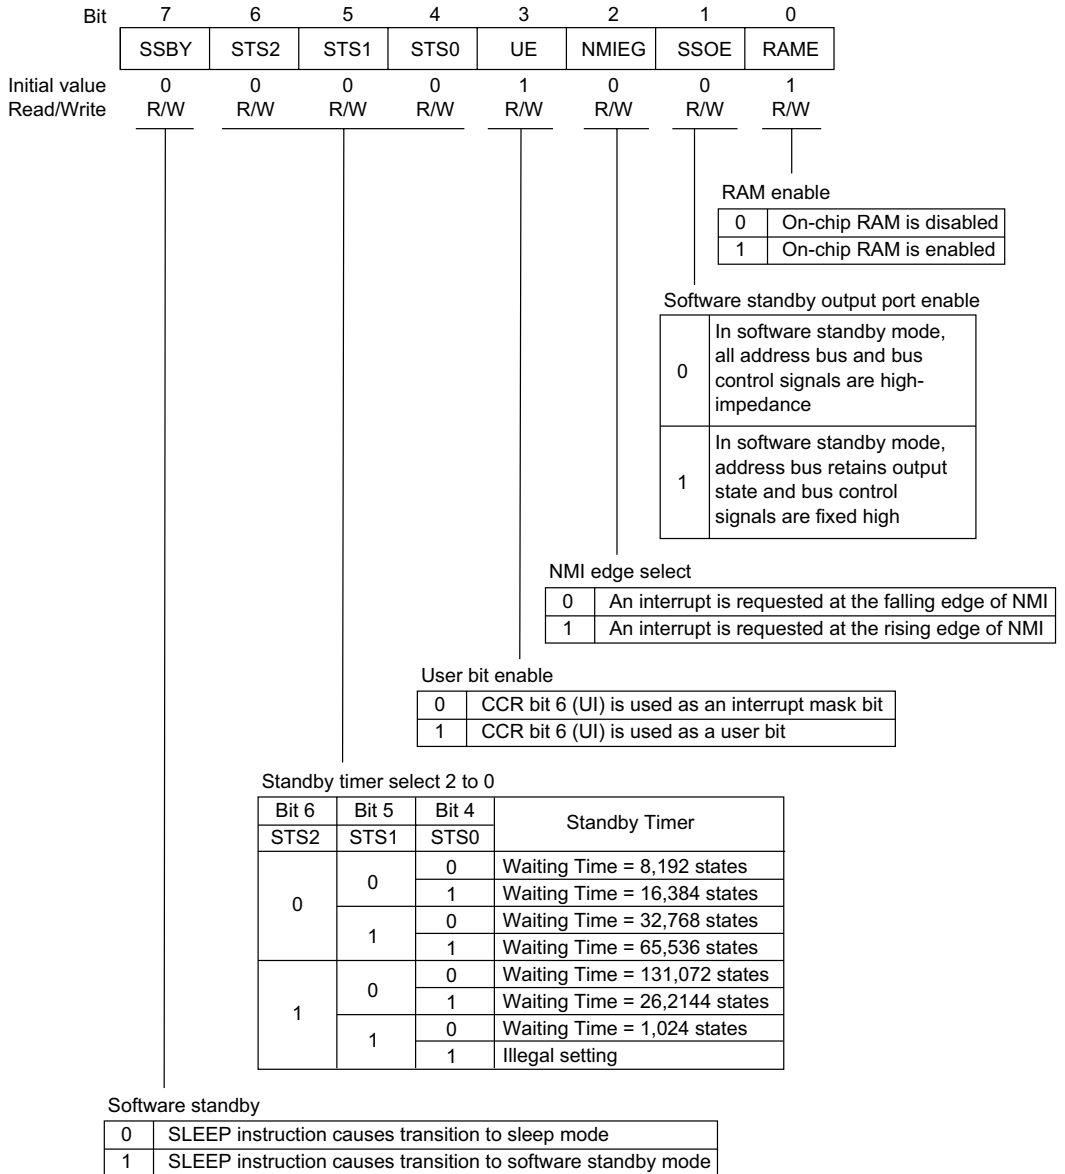 Bit 7 6 5 4 3 2 1 0
SSBY STS2 STS1 STS0 UE NMIEG SSOE RAME
Initial value 0 0 0 0 1 0 0 1
Read/Write R/W R/W R/W R/W R/W R/W R/W R/W
RAM enable
0 On-chip RAM is disabled
1 On-chip RAM is enabled
Software standby output port enable
0
In software standby mode,
all address bus and bus
control signals are high-
impedance
1
In software standby mode,
address bus retains output
state and bus control
signals are fixed high
NMI edge select
0 An interrupt is requested at the falling edge of NMI
1 An interrupt is requested at the rising edge of NMI
User bit enable
0 CCR bit 6 (UI) is used as an interrupt mask bit
1 CCR bit 6 (UI) is used as a user bit
Standby timer select 2 to 0
Bit 6 Bit 5 Bit 4 Standby Timer
STS2 STS1 STS0
0 0 0 Waiting Time = 8,192 states
1 Waiting Time = 16,384 states
1 0 Waiting Time = 32,768 states
1 Waiting Time = 65,536 states
1 0 0 Waiting Time = 131,072 states
1 Waiting Time = 26,2144 states
1 0 Waiting Time = 1,024 states
1 Illegal setting
Software standby
0 SLEEP instruction causes transition to sleep mode
1 SLEEP instruction causes transition to software standby mode